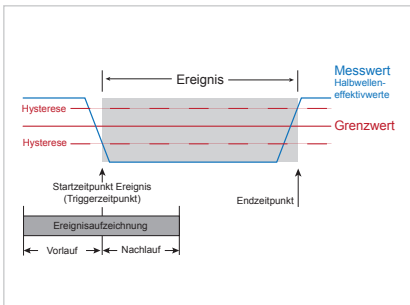 Ereignis
Messwert
Halbwellen-
effektivwerte
Hysterese
Grenzwert
Hysterese
Startzeitpunkt Ereignis
(Triggerzeitpunkt)
Endzeitpunkt
Ereignisaufzeichnung
Vorlauf
Nachlauf